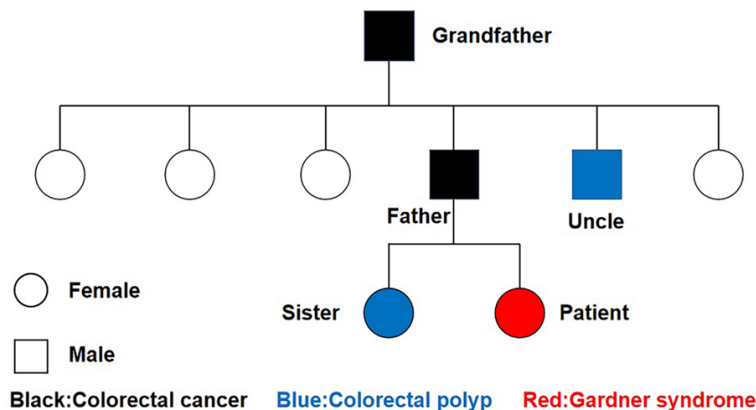 Grandfather
Father
Uncle
Female
Sister
Patient
Male
Black:Colorectal cancer Blue:Colorectal polyp Red:Gardner syndrome